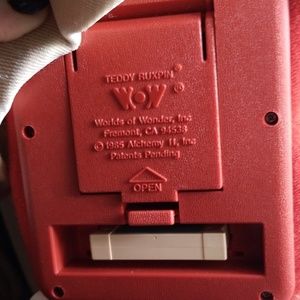 TEDDY RUXPIN ®
WOW ®
Worlds of Wonder, Inc
Fremont, CA 94538
© 1985 Alchemy II, Inc
Patents Pending
OPEN